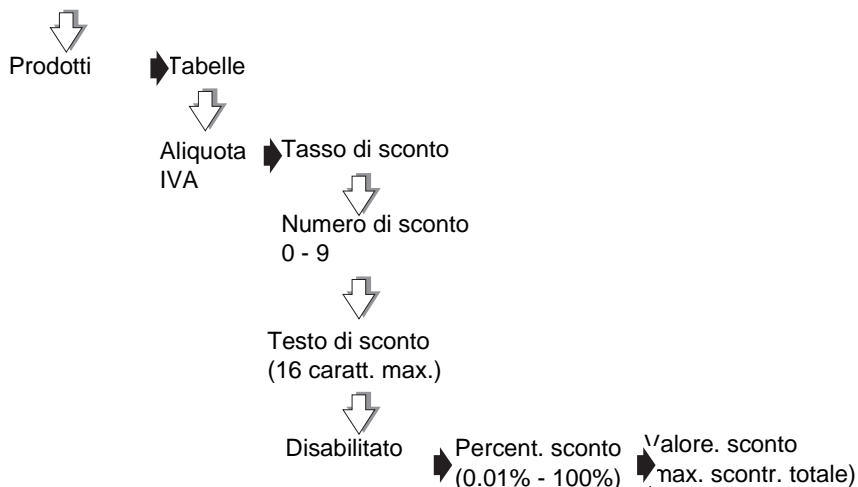 Prodotti Tabelle
Aliquota Tasso di sconto
IVA
Numero di sconto
0 - 9
Testo di sconto
(16 caratt. max.)
Disabilitato Percent. sconto Valore. sconto
(0.01% - 100%) (max. scontr. totale)